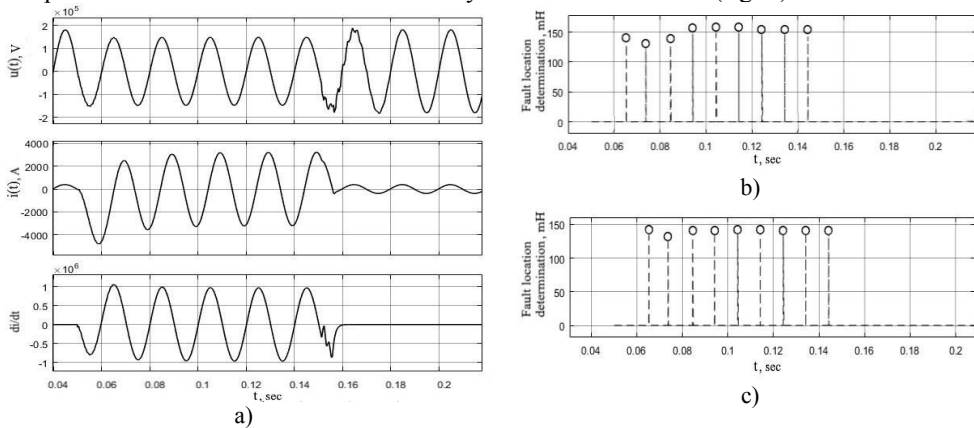 × 10⁵
2
1
0
-1
-2
u(t), V
4000
2000
0
-2000
-4000
i(t), A
× 10⁶
1
0.5
0
-0.5
-1
di/dt
0.04 0.06 0.08 0.1 0.12 0.14 0.16 0.18 0.2
t, sec
a)
Fault location
determination, mH
150
100
50
0
0.04 0.06 0.08 0.1 0.12 0.14 0.16 0.18 0.2
t, sec
b)
Fault location
determination, mH
150
100
50
0
0.04 0.06 0.08 0.1 0.12 0.14 0.16 0.18 0.2
t, sec
c)